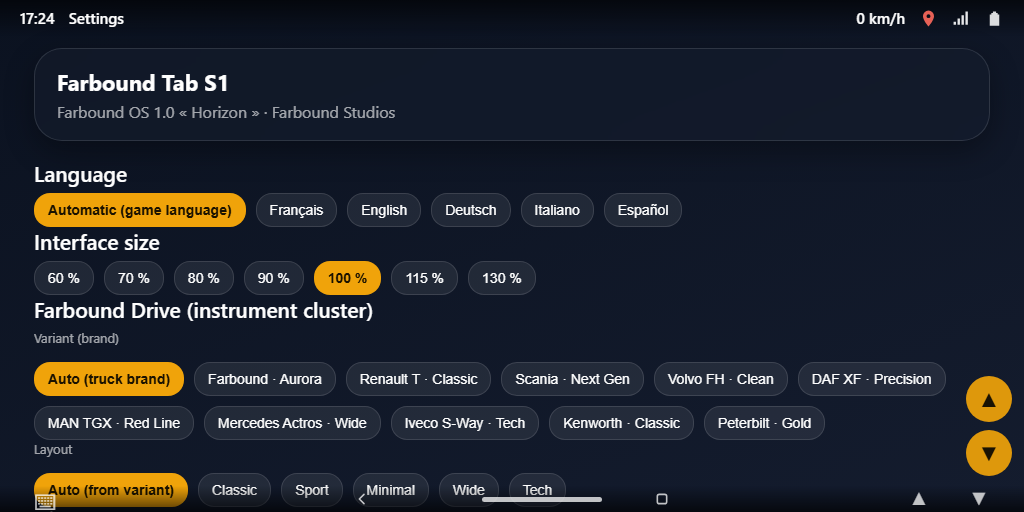 17:24 Settings 0 km/h
Farbound Tab S1
Farbound OS 1.0 « Horizon » · Farbound Studios
Language
Automatic (game language) Français English Deutsch Italiano Español
Interface size
60 % 70 % 80 % 90 % 100 % 115 % 130 %
Farbound Drive (instrument cluster)
Variant (brand)
Auto (truck brand) Farbound · Aurora Renault T · Classic Scania · Next Gen Volvo FH · Clean DAF XF · Precision
MAN TGX · Red Line Mercedes Actros · Wide Iveco S-Way · Tech Kenworth · Classic Peterbilt · Gold
Layout
Auto (from variant) Classic Sport Minimal Wide Tech